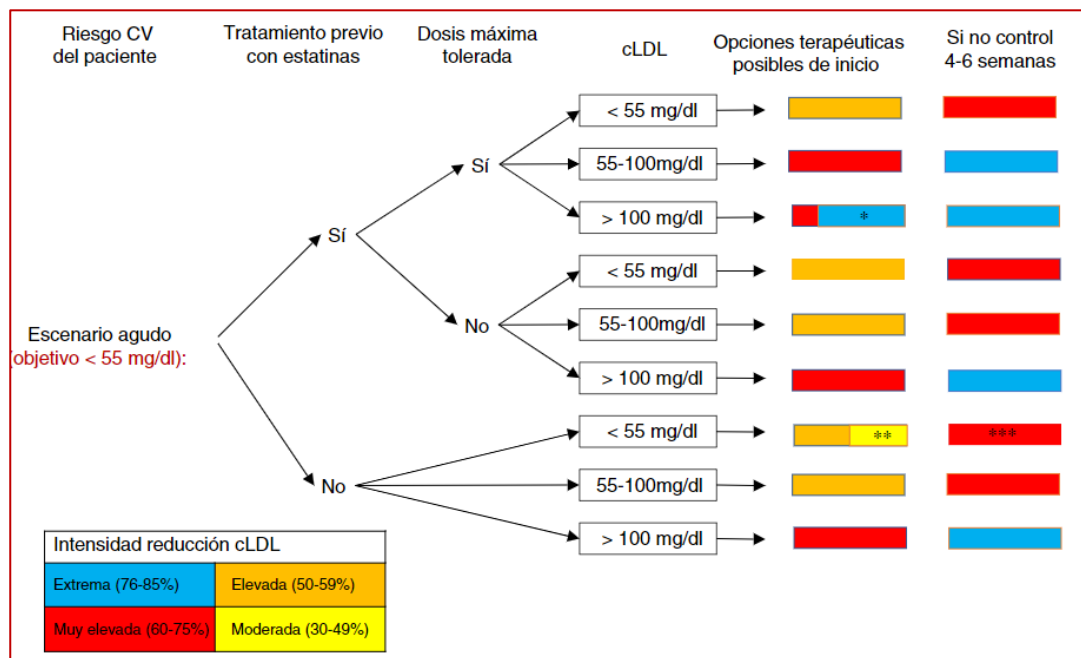 Riesgo CV
del paciente
Tratamiento previo
con estatinas
Dosis máxima
tolerada
cLDL
Opciones terapéuticas
posibles de inicio
Si no control
4-6 semanas
Escenario agudo
(objetivo < 55 mg/dl):
Sí
No
Sí
No
< 55 mg/dl
55-100mg/dl
> 100 mg/dl
*
< 55 mg/dl
55-100mg/dl
> 100 mg/dl
< 55 mg/dl
**
***
55-100mg/dl
> 100 mg/dl
Intensidad reducción cLDL
Extrema (76-85%)
Elevada (50-59%)
Muy elevada (60-75%)
Moderada (30-49%)